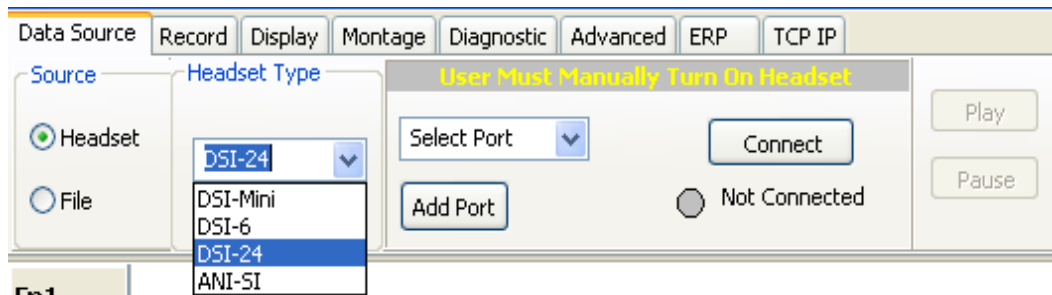 Data Source Record Display Montage Diagnostic Advanced ERP TCP IP
Source
Headset
File
Headset Type
DSI-24
DSI-Mini
DSI-6
DSI-24
ANI-SI
User Must Manually Turn On Headset
Select Port
Connect
Add Port
Not Connected
Play
Pause